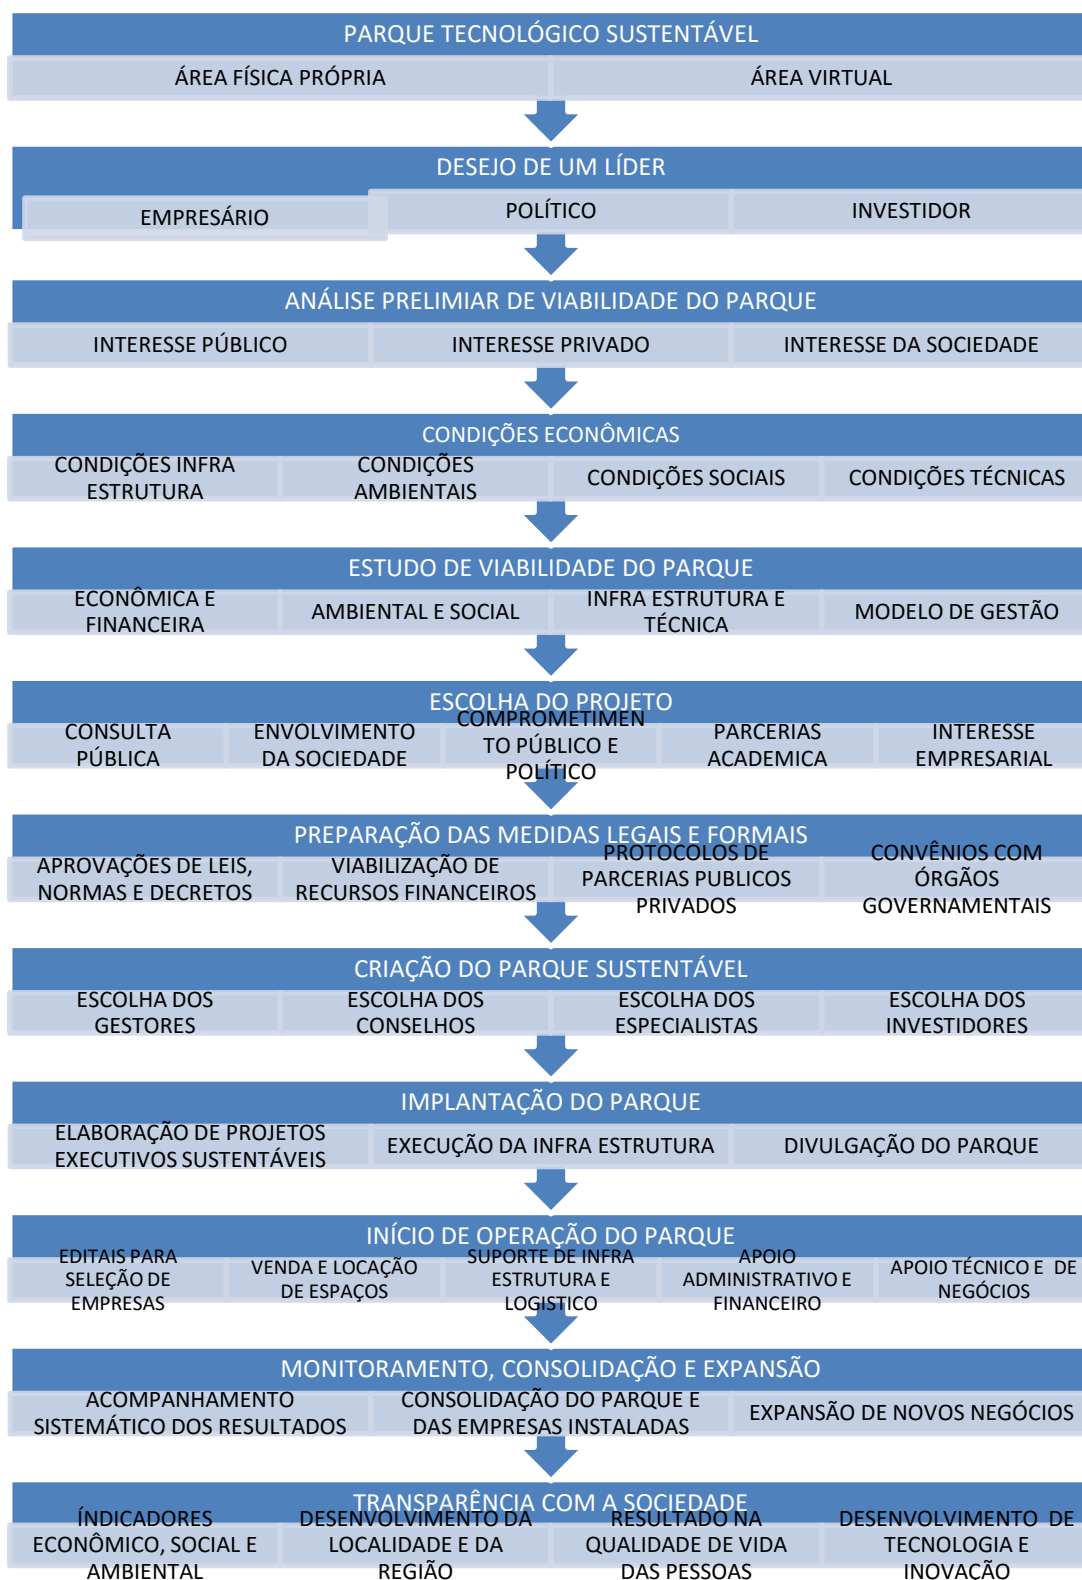 PARQUE TECNOLÓGICO SUSTENTÁVEL
ÁREA FÍSICA PRÓPRIA
ÁREA VIRTUAL
DESEJO DE UM LÍDER
EMPRESÁRIO
POLÍTICO
INVESTIDOR
ANÁLISE PRELIMIAR DE VIABILIDADE DO PARQUE
INTERESSE PÚBLICO
INTERESSE PRIVADO
INTERESSE DA SOCIEDADE
CONDIÇÕES ECONÔMICAS
CONDIÇÕES INFRA
ESTRUTURA
CONDIÇÕES
AMBIENTAIS
CONDIÇÕES SOCIAIS
CONDIÇÕES TÉCNICAS
ESTUDO DE VIABILIDADE DO PARQUE
ECONÔMICA E
FINANCEIRA
AMBIENTAL E SOCIAL
INFRA ESTRUTURA E
TÉCNICA
MODELO DE GESTÃO
ESCOLHA DO PROJETO
CONSULTA
PÚBLICA
ENVOLVIMENTO
DA SOCIEDADE
COMPROMETIMEN
TO PÚBLICO E
POLÍTICO
PARCERIAS
ACADEMICA
INTERESSE
EMPRESARIAL
PREPARAÇÃO DAS MEDIDAS LEGAIS E FORMAIS
APROVAÇÕES DE LEIS,
NORMAS E DECRETOS
VIABILIZAÇÃO DE
RECURSOS FINANCEIROS
PROTOCOLOS DE
PARCERIAS PUBLICOS
PRIVADOS
CONVÊNIOS COM
ÓRGÃOS
GOVERNAMENTAIS
CRIAÇÃO DO PARQUE SUSTENTÁVEL
ESCOLHA DOS
GESTORES
ESCOLHA DOS
CONSELHOS
ESCOLHA DOS
ESPECIALISTAS
ESCOLHA DOS
INVESTIDORES
IMPLANTAÇÃO DO PARQUE
ELABORAÇÃO DE PROJETOS
EXECUTIVOS SUSTENTÁVEIS
EXECUÇÃO DA INFRA ESTRUTURA
DIVULGAÇÃO DO PARQUE
INÍCIO DE OPERAÇÃO DO PARQUE
EDITAIS PARA
SELEÇÃO DE
EMPRESAS
VENDA E LOCAÇÃO
DE ESPAÇOS
SUPORTE DE INFRA
ESTRUTURA E
LOGISTICO
APOIO
ADMINISTRATIVO E
FINANCEIRO
APOIO TÉCNICO E DE
NEGÓCIOS
MONITORAMENTO, CONSOLIDAÇÃO E EXPANSÃO
ACOMPANHAMENTO
SISTEMÁTICO DOS RESULTADOS
CONSOLIDAÇÃO DO PARQUE E
DAS EMPRESAS INSTALADAS
EXPANSÃO DE NOVOS NEGÓCIOS
TRANSPARÊNCIA COM A SOCIEDADE
ÍNDICADORES
ECONÔMICO, SOCIAL E
AMBIENTAL
DESENVOLVIMENTO DA
LOCALIDADE E DA
REGIÃO
RESULTADO NA
QUALIDADE DE VIDA
DAS PESSOAS
DESENVOLVIMENTO DE
TECNOLOGIA E
INOVAÇÃO